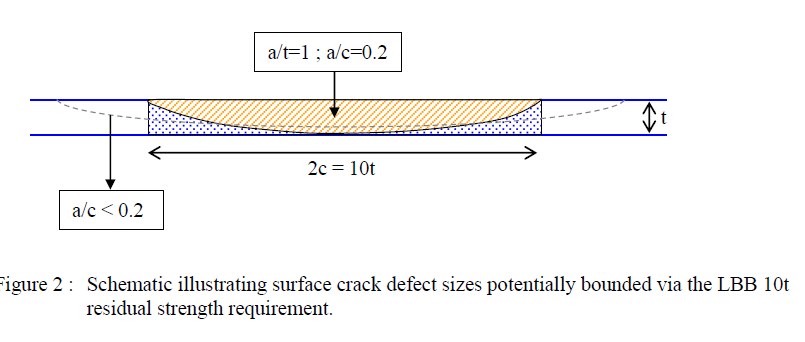 a/t=1 ; a/c=0.2
t
2c = 10t
a/c < 0.2
Figure 2 : Schematic illustrating surface crack defect sizes potentially bounded via the LBB 10t
residual strength requirement.